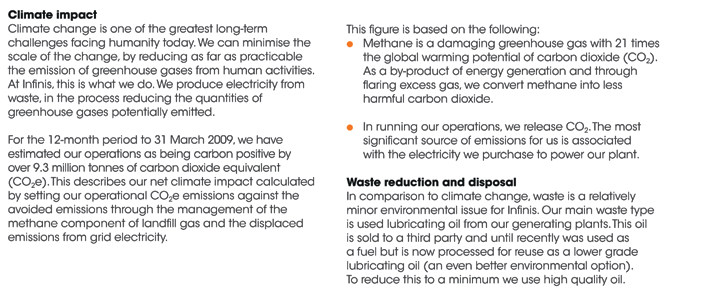 Climate impact
Climate change is one of the greatest long-term
challenges facing humanity today. We can minimise the
scale of the change, by reducing as far as practicable
the emission of greenhouse gases from human activities.
At Infinis, this is what we do. We produce electricity from
waste, in the process reducing the quantities of
greenhouse gases potentially emitted.
For the 12-month period to 31 March 2009, we have
estimated our operations as being carbon positive by
over 9.3 million tonnes of carbon dioxide equivalent
(CO₂e). This describes our net climate impact calculated
by setting our operational CO₂e emissions against the
avoided emissions through the management of the
methane component of landfill gas and the displaced
emissions from grid electricity.
This figure is based on the following:
● Methane is a damaging greenhouse gas with 21 times
the global warming potential of carbon dioxide (CO₂).
As a by-product of energy generation and through
flaring excess gas, we convert methane into less
harmful carbon dioxide.
● In running our operations, we release CO₂. The most
significant source of emissions for us is associated
with the electricity we purchase to power our plant.
Waste reduction and disposal
In comparison to climate change, waste is a relatively
minor environmental issue for Infinis. Our main waste type
is used lubricating oil from our generating plants. This oil
is sold to a third party and until recently was used as
a fuel but is now processed for reuse as a lower grade
lubricating oil (an even better environmental option).
To reduce this to a minimum we use high quality oil.